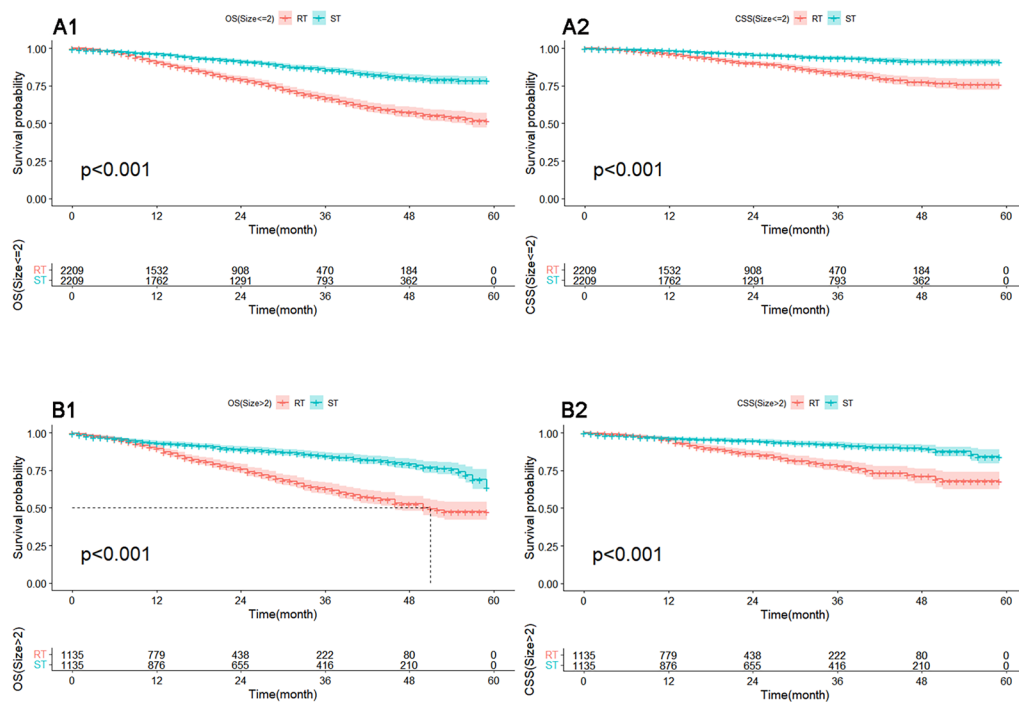 A1
OS(Size<=2) RT ST
Survival probability
1.00
0.75
0.50
0.25
0.00
p<0.001
0 12 24 36 48 60
Time(month)
OS(Size<=2)
RT 2209 1532 908 470 184 0
ST 2209 1762 1291 793 362 0
0 12 24 36 48 60
Time(month)
A2
CSS(Size<=2) RT ST
Survival probability
1.00
0.75
0.50
0.25
0.00
p<0.001
0 12 24 36 48 60
Time(month)
CSS(Size<=2)
RT 2209 1532 908 470 184 0
ST 2209 1762 1291 793 362 0
0 12 24 36 48 60
Time(month)
B1
OS(Size>2) RT ST
Survival probability
1.00
0.75
0.50
0.25
0.00
p<0.001
0 12 24 36 48 60
Time(month)
OS(Size>2)
RT 1135 779 438 222 80 0
ST 1135 876 655 416 210 0
0 12 24 36 48 60
Time(month)
B2
CSS(Size>2) RT ST
Survival probability
1.00
0.75
0.50
0.25
0.00
p<0.001
0 12 24 36 48 60
Time(month)
CSS(Size>2)
RT 1135 779 438 222 80 0
ST 1135 876 655 416 210 0
0 12 24 36 48 60
Time(month)